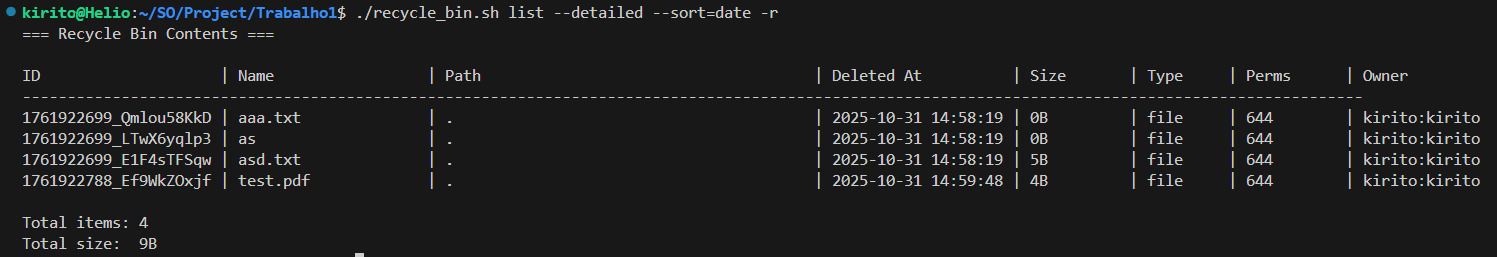 kirito@Helio:~/SO/Project/Trabalho1$ ./recycle_bin.sh list --detailed --sort=date -r
=== Recycle Bin Contents ===
ID | Name | Path | Deleted At | Size | Type | Perms | Owner
-----------------------------------------------------------------------------------------------------------------------------------------------------
1761922699_Qmlou58KkD | aaa.txt | . | 2025-10-31 14:58:19 | 0B | file | 644 | kirito:kirito
1761922699_LTwX6yqlp3 | as | . | 2025-10-31 14:58:19 | 0B | file | 644 | kirito:kirito
1761922699_E1F4sTFSqw | asd.txt | . | 2025-10-31 14:58:19 | 5B | file | 644 | kirito:kirito
1761922788_Ef9WkZOxjf | test.pdf | . | 2025-10-31 14:59:48 | 4B | file | 644 | kirito:kirito
Total items: 4
Total size:  9B